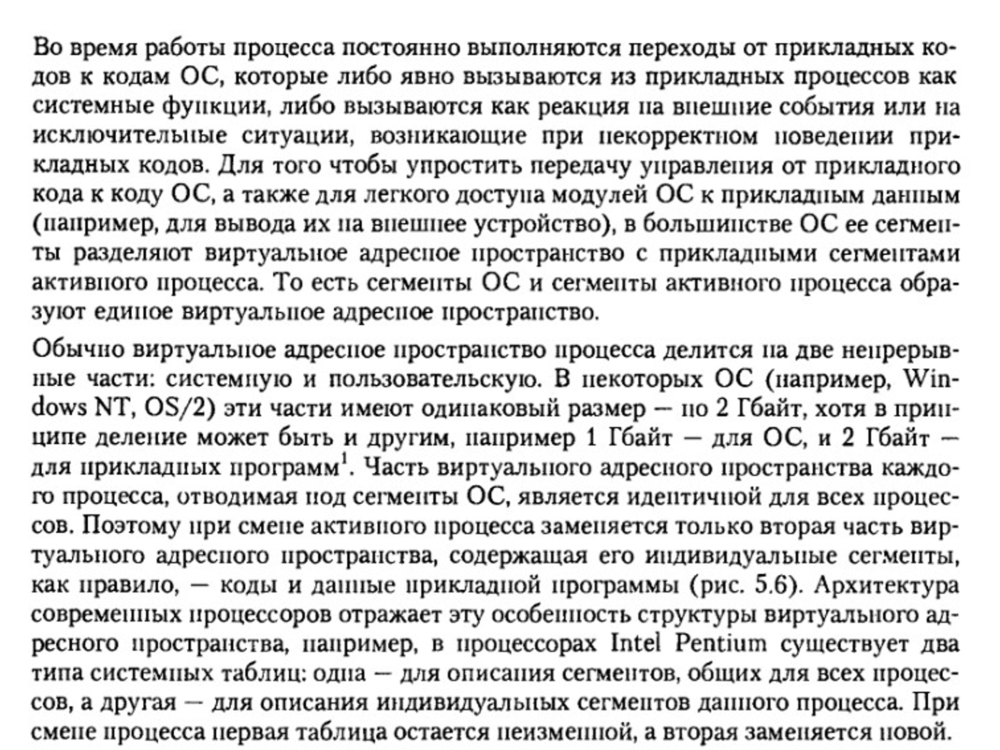 Во время работы процесса постоянно выполняются переходы от прикладных ко-
дов к кодам ОС, которые либо явно вызываются из прикладных процессов как
системные функции, либо вызываются как реакция на внешние события или на
исключительные ситуации, возникающие при некорректном поведении при-
кладных кодов. Для того чтобы упростить передачу управления от прикладного
кода к коду ОС, а также для легкого доступа модулей ОС к прикладным данным
(например, для вывода их на внешнее устройство), в большинстве ОС ее сегмен-
ты разделяют виртуальное адресное пространство с прикладными сегментами
активного процесса. То есть сегменты ОС и сегменты активного процесса обра-
зуют единое виртуальное адресное пространство.
Обычно виртуальное адресное пространство процесса делится на две непрерыв-
ные части: системную и пользовательскую. В некоторых ОС (например, Win-
dows NT, OS/2) эти части имеют одинаковый размер — по 2 Гбайт, хотя в прин-
ципе деление может быть и другим, например 1 Гбайт — для ОС, и 2 Гбайт —
для прикладных программ¹. Часть виртуального адресного пространства каждо-
го процесса, отводимая под сегменты ОС, является идентичной для всех процес-
сов. Поэтому при смене активного процесса заменяется только вторая часть вир-
туального адресного пространства, содержащая его индивидуальные сегменты,
как правило, — коды и данные прикладной программы (рис. 5.6). Архитектура
современных процессоров отражает эту особенность структуры виртуального ад-
ресного пространства, например, в процессорах Intel Pentium существует два
типа системных таблиц: одна — для описания сегментов, общих для всех процес-
сов, а другая — для описания индивидуальных сегментов данного процесса. При
смене процесса первая таблица остается неизменной, а вторая заменяется новой.